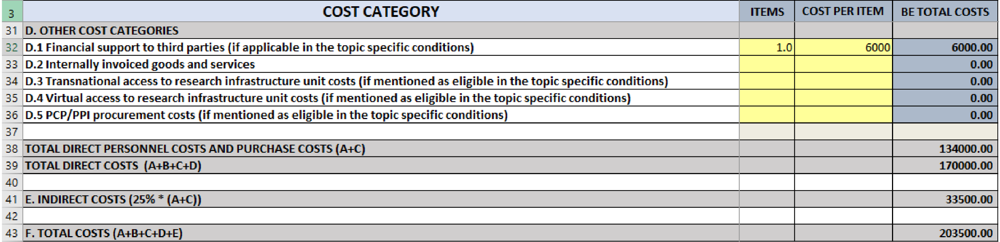 3 COST CATEGORY ITEMS COST PER ITEM BE TOTAL COSTS
31 D. OTHER COST CATEGORIES
32 D.1 Financial support to third parties (if applicable in the topic specific conditions) 1.0 6000 6000.00
33 D.2 Internally invoiced goods and services 0.00
34 D.3 Transnational access to research infrastructure unit costs (if mentioned as eligible in the topic specific conditions) 0.00
35 D.4 Virtual access to research infrastructure unit costs (if mentioned as eligible in the topic specific conditions) 0.00
36 D.5 PCP/PPI procurement costs (if mentioned as eligible in the topic specific conditions) 0.00
37
38 TOTAL DIRECT PERSONNEL COSTS AND PURCHASE COSTS (A+C) 134000.00
39 TOTAL DIRECT COSTS (A+B+C+D) 170000.00
40
41 E. INDIRECT COSTS (25% * (A+C)) 33500.00
42
43 F. TOTAL COSTS (A+B+C+D+E) 203500.00